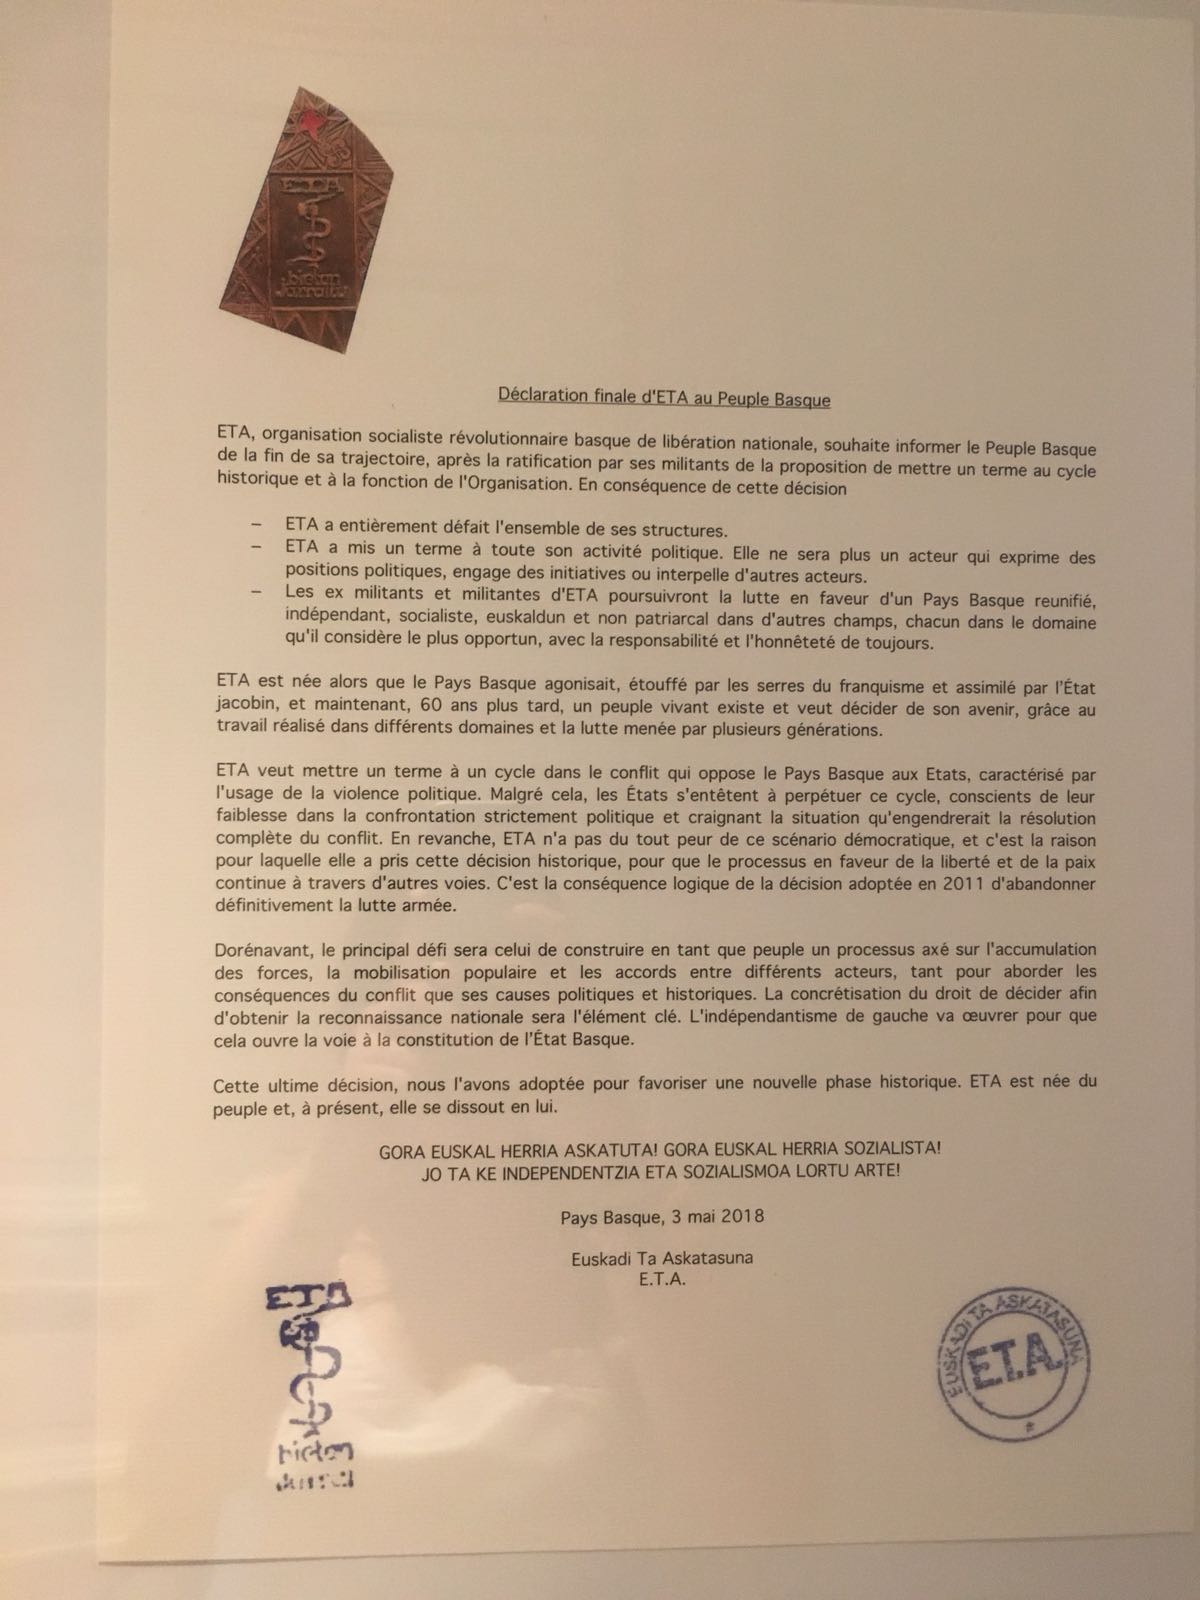 ETA
bietan
jarraitu
Déclaration finale d'ETA au Peuple Basque
ETA, organisation socialiste révolutionnaire basque de libération nationale, souhaite informer le Peuple Basque
de la fin de sa trajectoire, après la ratification par ses militants de la proposition de mettre un terme au cycle
historique et à la fonction de l'Organisation. En conséquence de cette décision
– ETA a entièrement défait l'ensemble de ses structures.
– ETA a mis un terme à toute son activité politique. Elle ne sera plus un acteur qui exprime des
positions politiques, engage des initiatives ou interpelle d'autres acteurs.
– Les ex militants et militantes d'ETA poursuivront la lutte en faveur d'un Pays Basque reunifié,
indépendant, socialiste, euskaldun et non patriarcal dans d'autres champs, chacun dans le domaine
qu'il considère le plus opportun, avec la responsabilité et l'honnêteté de toujours.
ETA est née alors que le Pays Basque agonisait, étouffé par les serres du franquisme et assimilé par l'État
jacobin, et maintenant, 60 ans plus tard, un peuple vivant existe et veut décider de son avenir, grâce au
travail réalisé dans différents domaines et la lutte menée par plusieurs générations.
ETA veut mettre un terme à un cycle dans le conflit qui oppose le Pays Basque aux Etats, caractérisé par
l'usage de la violence politique. Malgré cela, les États s'entêtent à perpétuer ce cycle, conscients de leur
faiblesse dans la confrontation strictement politique et craignant la situation qu'engendrerait la résolution
complète du conflit. En revanche, ETA n'a pas du tout peur de ce scénario démocratique, et c'est la raison
pour laquelle elle a pris cette décision historique, pour que le processus en faveur de la liberté et de la paix
continue à travers d'autres voies. C'est la conséquence logique de la décision adoptée en 2011 d'abandonner
définitivement la lutte armée.
Dorénavant, le principal défi sera celui de construire en tant que peuple un processus axé sur l'accumulation
des forces, la mobilisation populaire et les accords entre différents acteurs, tant pour aborder les
conséquences du conflit que ses causes politiques et historiques. La concrétisation du droit de décider afin
d'obtenir la reconnaissance nationale sera l'élément clé. L'indépendantisme de gauche va œuvrer pour que
cela ouvre la voie à la constitution de l'État Basque.
Cette ultime décision, nous l'avons adoptée pour favoriser une nouvelle phase historique. ETA est née du
peuple et, à présent, elle se dissout en lui.
GORA EUSKAL HERRIA ASKATUTA! GORA EUSKAL HERRIA SOZIALISTA!
JO TA KE INDEPENDENTZIA ETA SOZIALISMOA LORTU ARTE!
Pays Basque, 3 mai 2018
Euskadi Ta Askatasuna
E.T.A.
ETA
bietan
EUSKADI TA ASKATASUNA
E.T.A.
*